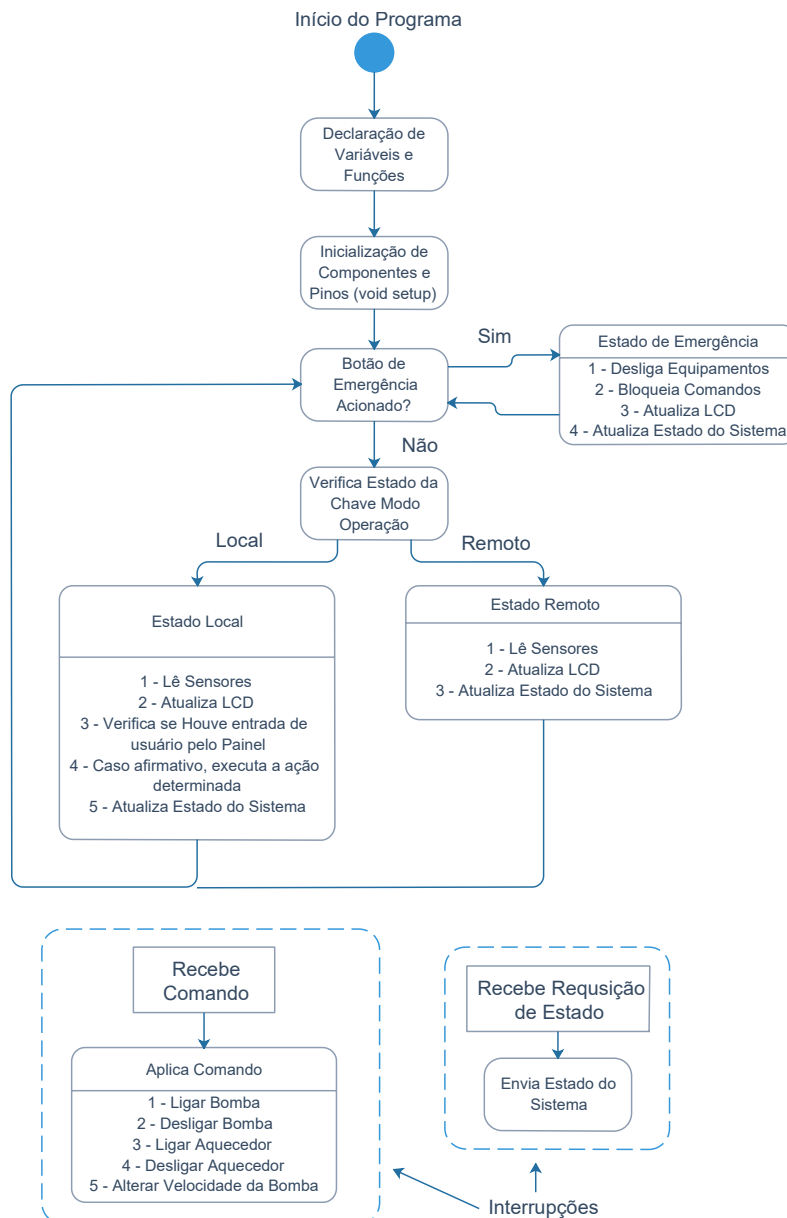 Início do Programa
Declaração de
Variáveis e
Funções
Inicialização de
Componentes e
Pinos (void setup)
Botão de
Emergência
Acionado?
Sim
Estado de Emergência
1 - Desliga Equipamentos
2 - Bloqueia Comandos
3 - Atualiza LCD
4 - Atualiza Estado do Sistema
Não
Verifica Estado da
Chave Modo
Operação
Local
Remoto
Estado Local
1 - Lê Sensores
2 - Atualiza LCD
3 - Verifica se Houve entrada de
usuário pelo Painel
4 - Caso afirmativo, executa a ação
determinada
5 - Atualiza Estado do Sistema
Estado Remoto
1 - Lê Sensores
2 - Atualiza LCD
3 - Atualiza Estado do Sistema
Recebe
Comando
Aplica Comando
1 - Ligar Bomba
2 - Desligar Bomba
3 - Ligar Aquecedor
4 - Desligar Aquecedor
5 - Alterar Velocidade da Bomba
Recebe Requsição
de Estado
Envia Estado do
Sistema
Interrupções